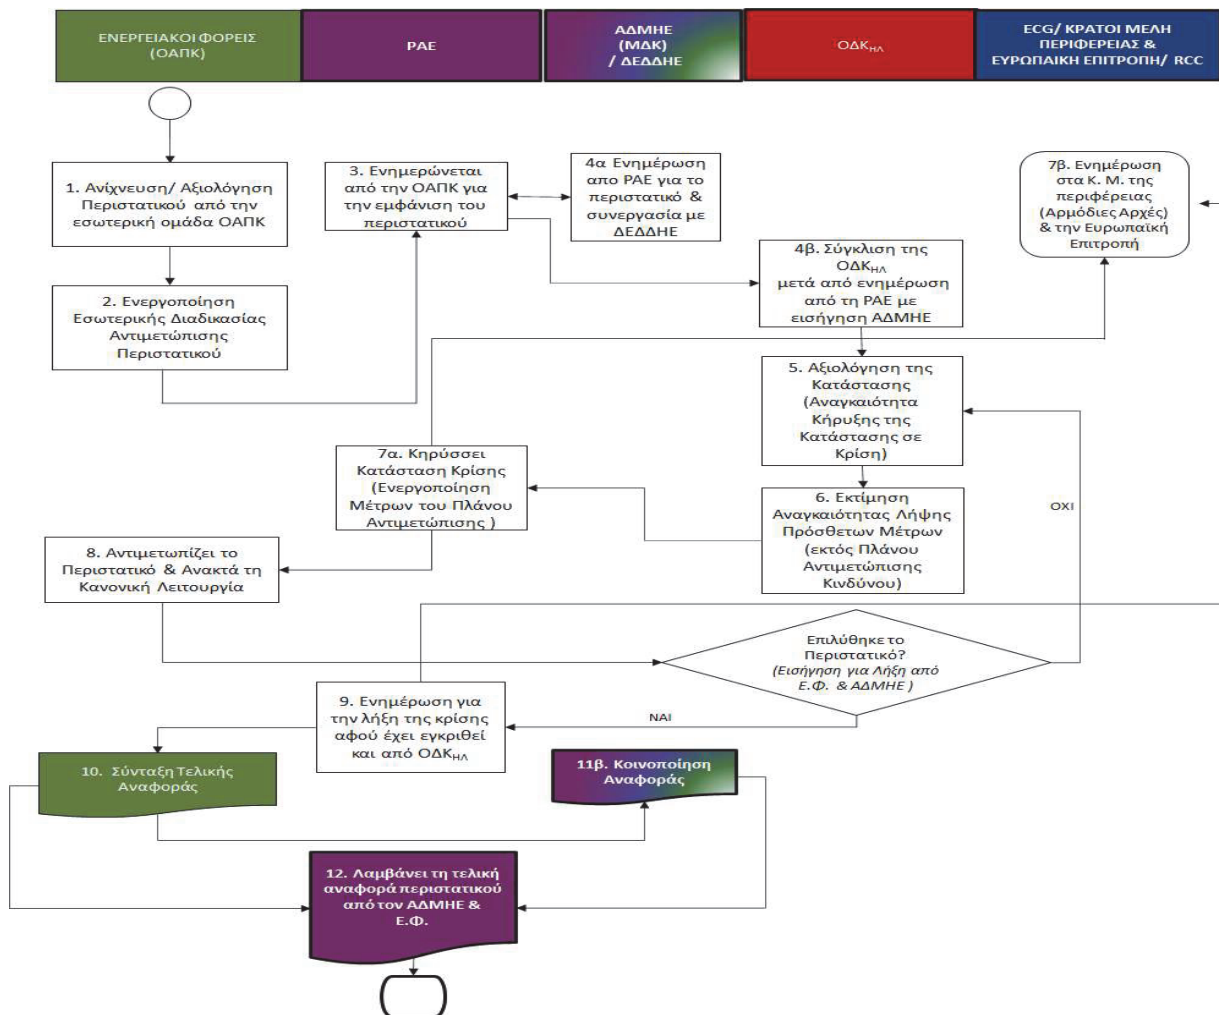 ΕΝΕΡΓΕΙΑΚΟΙ ΦΟΡΕΙΣ
(ΟΑΠΚ)
ΡΑΕ
ΑΔΜΗΕ
(ΜΔΚ)
/ ΔΕΔΔΗΕ
ΟΔΚΗΛ
ECG/ ΚΡΑΤΟΙ ΜΕΛΗ
ΠΕΡΙΦΕΡΕΙΑΣ &
ΕΥΡΩΠΑΙΚΗ ΕΠΙΤΡΟΠΗ/ RCC
1. Ανίχνευση/ Αξιολόγηση
Περιστατικού από την
εσωτερική ομάδα ΟΑΠΚ
2. Ενεργοποίηση
Εσωτερικής Διαδικασίας
Αντιμετώπισης
Περιστατικού
3. Ενημερώνεται
από την ΟΑΠΚ για
την εμφάνιση του
περιστατικού
4α Ενημέρωση
απο ΡΑΕ για το
περιστατικό &
συνεργασία με
ΔΕΔΔΗΕ
4β. Σύγκλιση της
ΟΔΚΗΛ
μετά από ενημέρωση
από τη ΡΑΕ με
εισήγηση ΑΔΜΗΕ
7β. Ενημέρωση
στα Κ. Μ. της
περιφέρειας
(Αρμόδιες Αρχές)
& την Ευρωπαϊκή
Επιτροπή
5. Αξιολόγηση της
Κατάστασης
(Αναγκαιότητα
Κήρυξης της
Κατάστασης σε
Κρίση)
6. Εκτίμηση
Αναγκαιότητας Λήψης
Πρόσθετων Μέτρων
(εκτός Πλάνου
Αντιμετώπισης
Κινδύνου)
7α. Κηρύσσει
Κατάσταση Κρίσης
(Ενεργοποίηση
Μέτρων του Πλάνου
Αντιμετώπισης )
8. Αντιμετωπίζει το
Περιστατικό & Ανακτά τη
Κανονική Λειτουργία
ΟΧΙ
Επιλύθηκε το
Περιστατικό?
(Εισήγηση για Λήξη από
Ε.Φ. & ΑΔΜΗΕ )
ΝΑΙ
9. Ενημέρωση για
την λήξη της κρίσης
αφού έχει εγκριθεί
και από ΟΔΚΗΛ
10. Σύνταξη Τελικής
Αναφοράς
11β. Κοινοποίηση
Αναφοράς
12. Λαμβάνει τη τελική
αναφορά περιστατικού
από τον ΑΔΜΗΕ &
Ε.Φ.